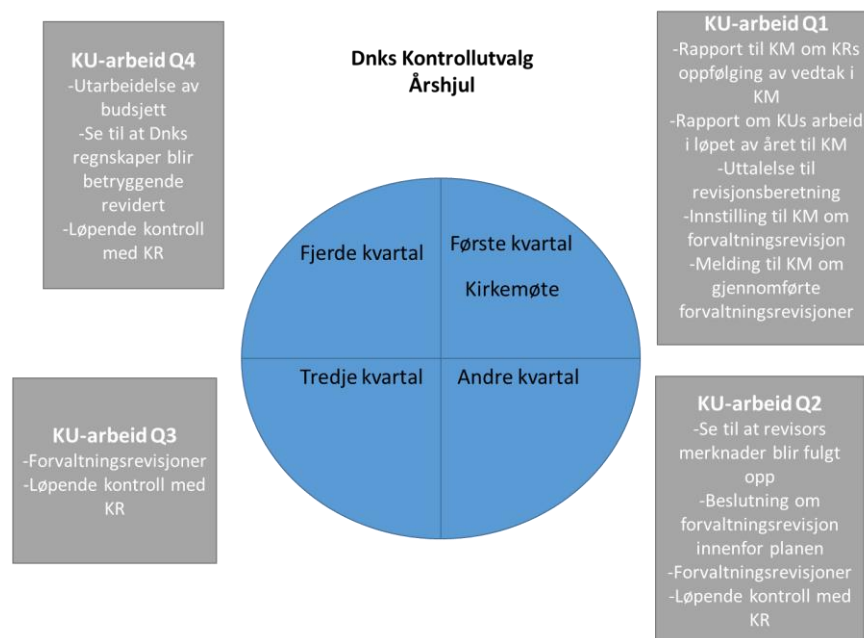 Dnks Kontrollutvalg
Årshjul
KU-arbeid Q4
-Utarbeidelse av
budsjett
-Se til at Dnks
regnskaper blir
betryggende
revidert
-Løpende kontroll
med KR
KU-arbeid Q1
-Rapport til KM om KRs
oppfølging av vedtak i
KM
-Rapport om KUs arbeid
i løpet av året til KM
-Uttalelse til
revisjonsberetning
-Innstilling til KM om
forvaltningsrevisjon
-Melding til KM om
gjennomførte
forvaltningsrevisjoner
Fjerde kvartal
Første kvartal
Kirkemøte
Tredje kvartal
Andre kvartal
KU-arbeid Q3
-Forvaltningsrevisjoner
-Løpende kontroll med
KR
KU-arbeid Q2
-Se til at revisors
merknader blir fulgt
opp
-Beslutning om
forvaltningsrevisjon
innenfor planen
-Forvaltningsrevisjoner
-Løpende kontroll med
KR